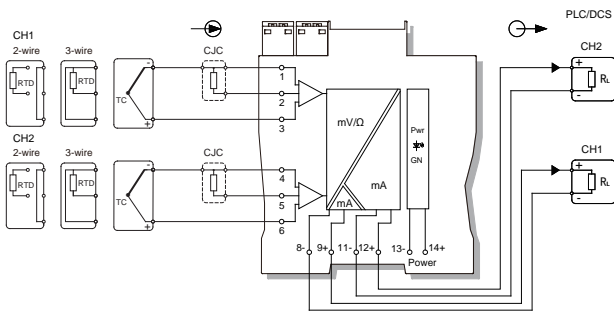 PLC/DCS
CH1
2-wire
3-wire
RTD
RTD
TC
-
+
CJC
1
2
3
CH2
2-wire
3-wire
RTD
RTD
TC
-
+
CJC
4
5
6
mV/Ω
mA
mA
Pwr
GN
8-
9+
11-
12+
13-
14+
Power
CH2
+
-
RL
CH1
+
-
RL